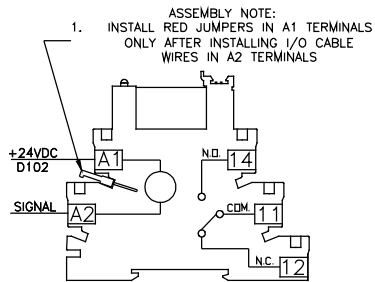 ASSEMBLY NOTE:
1. INSTALL RED JUMPERS IN A1 TERMINALS
ONLY AFTER INSTALLING I/O CABLE
WIRES IN A2 TERMINALS
+24VDC
D102
A1
N.O.
14
SIGNAL
A2
COM.
11
N.C.
12